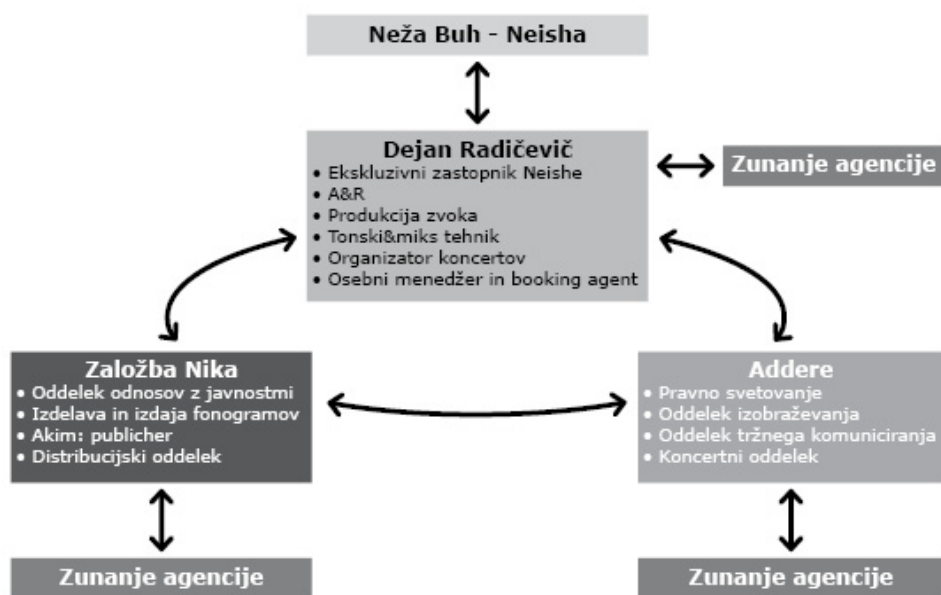 Neža Buh - Neisha
Dejan Radičevič
• Ekskluzivni zastopnik Neishe
• A&R
• Produkcija zvoka
• Tonski&miks tehnik
• Organizator koncertov
• Osebni menedžer in booking agent
Zunanje agencije
Založba Nika
• Oddelek odnosov z javnostmi
• Izdelava in izdaja fonogramov
• Akim: publicher
• Distribucijski oddelek
Addere
• Pravno svetovanje
• Oddelek izobraževanja
• Oddelek tržnega komuniciranja
• Koncertni oddelek
Zunanje agencije
Zunanje agencije